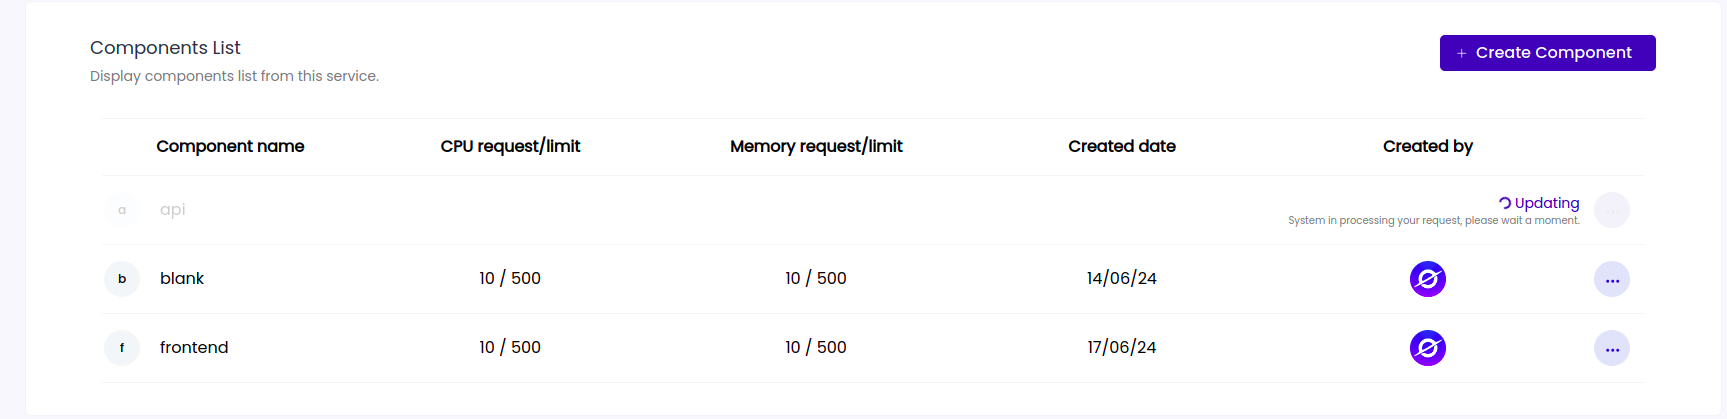 Components List
Display components list from this service.
+ Create Component
Component name CPU request/limit Memory request/limit Created date Created by
a api Updating
System in processing your request, please wait a moment.
b blank 10 / 500 10 / 500 14/06/24
f frontend 10 / 500 10 / 500 17/06/24